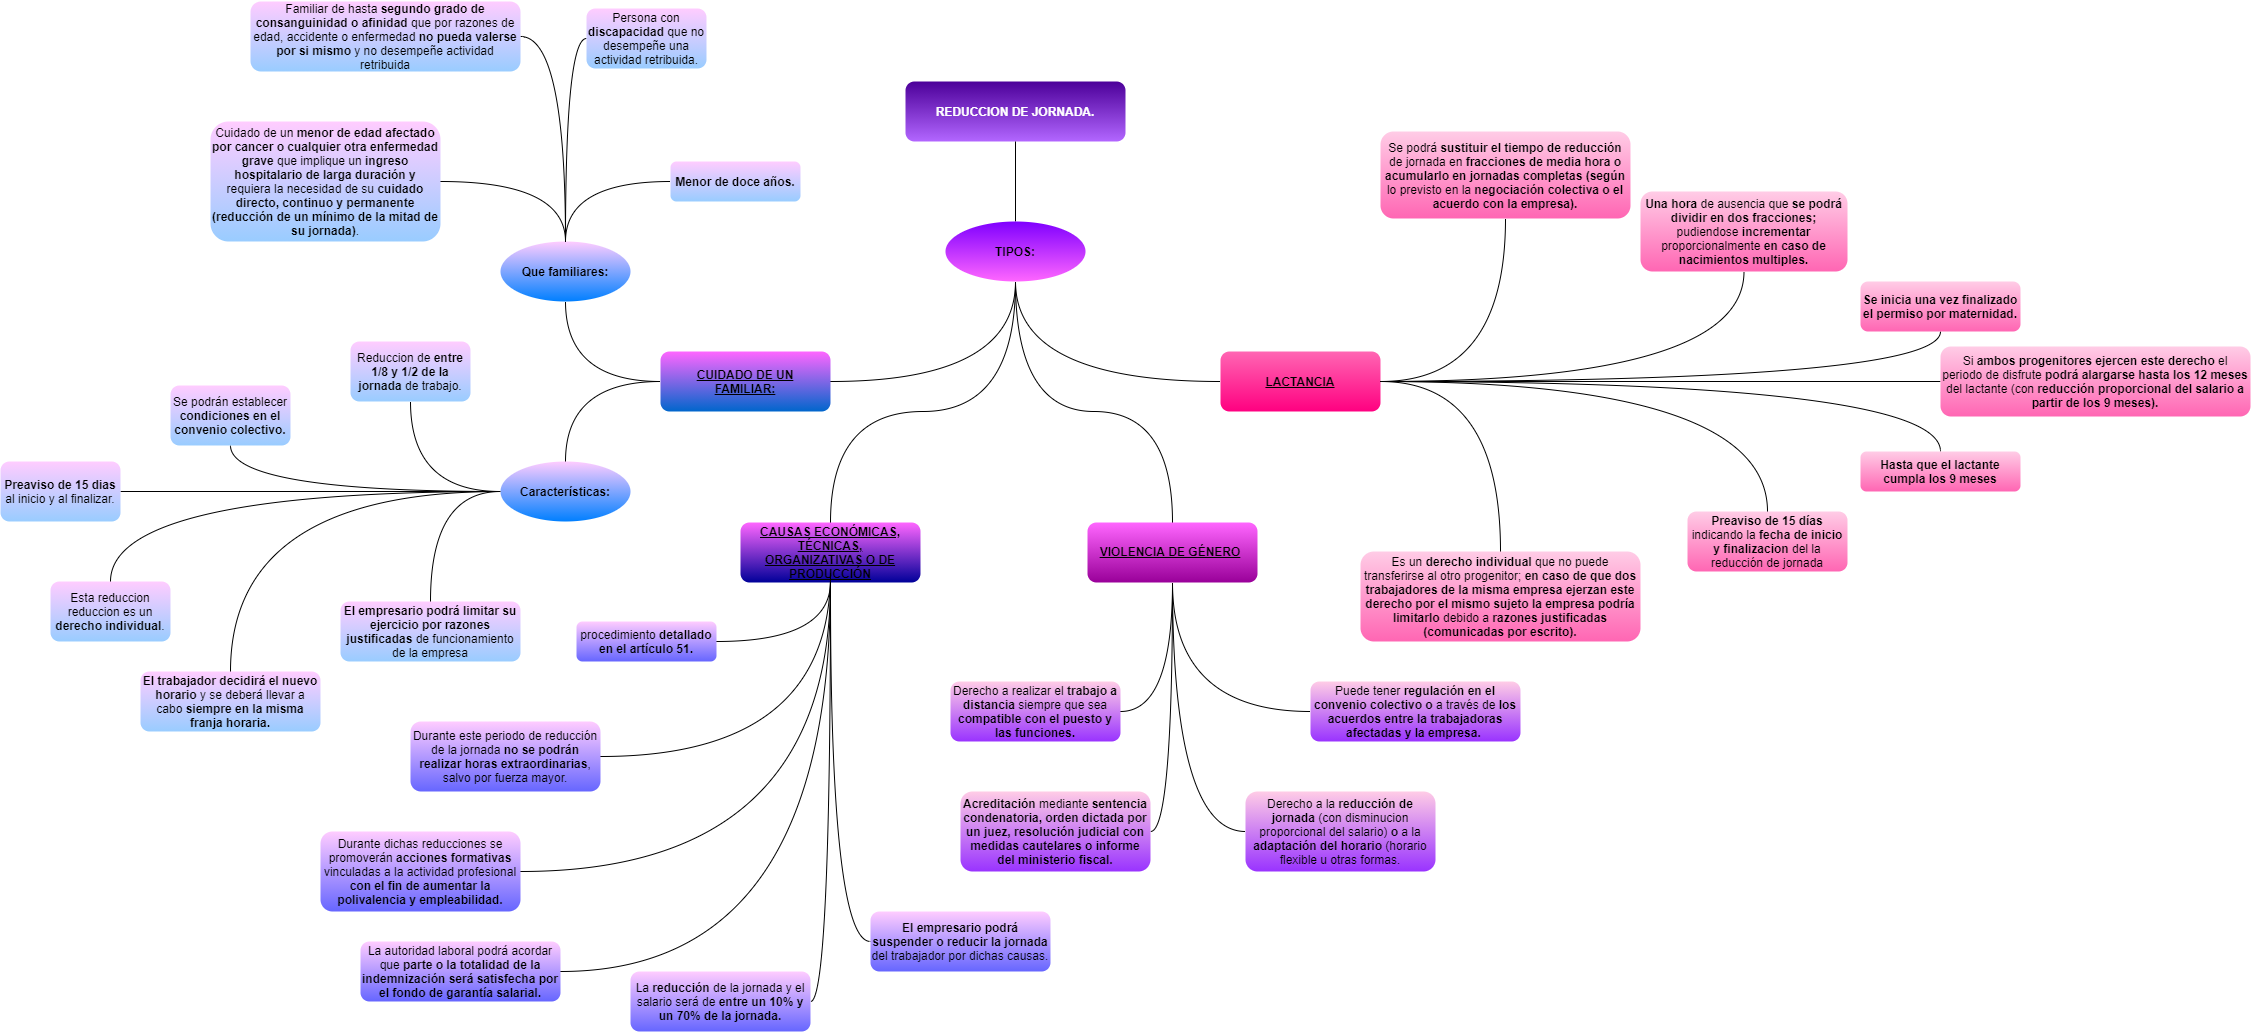 REDUCCION DE JORNADA.
TIPOS:
CUIDADO DE UN
FAMILIAR:
Que familiares:
Familiar de hasta segundo grado de
consanguinidad o afinidad que por razones de
edad, accidente o enfermedad no pueda valerse
por si mismo y no desempeñe actividad
retribuida
Persona con
discapacidad que no
desempeñe una
actividad retribuida.
Cuidado de un menor de edad afectado
por cancer o cualquier otra enfermedad
grave que implique un ingreso
hospitalario de larga duración y
requiera la necesidad de su cuidado
directo, continuo y permanente
(reducción de un mínimo de la mitad de
su jornada).
Menor de doce años.
Características:
Reduccion de entre
1/8 y 1/2 de la
jornada de trabajo.
Se podrán establecer
condiciones en el
convenio colectivo.
Preaviso de 15 dias
al inicio y al finalizar.
Esta reduccion
reduccion es un
derecho individual.
El trabajador decidirá el nuevo
horario y se deberá llevar a
cabo siempre en la misma
franja horaria.
El empresario podrá limitar su
ejercicio por razones
justificadas de funcionamiento
de la empresa
CAUSAS ECONÓMICAS,
TÉCNICAS,
ORGANIZATIVAS O DE
PRODUCCIÓN
procedimiento detallado
en el artículo 51.
Durante este periodo de reducción
de la jornada no se podrán
realizar horas extraordinarias,
salvo por fuerza mayor.
Durante dichas reducciones se
promoverán acciones formativas
vinculadas a la actividad profesional
con el fin de aumentar la
polivalencia y empleabilidad.
La autoridad laboral podrá acordar
que parte o la totalidad de la
indemnización será satisfecha por
el fondo de garantía salarial.
La reducción de la jornada y el
salario será de entre un 10% y
un 70% de la jornada.
El empresario podrá
suspender o reducir la jornada
del trabajador por dichas causas.
VIOLENCIA DE GÉNERO
Derecho a realizar el trabajo a
distancia siempre que sea
compatible con el puesto y
las funciones.
Puede tener regulación en el
convenio colectivo o a través de los
acuerdos entre la trabajadoras
afectadas y la empresa.
Acreditación mediante sentencia
condenatoria, orden dictada por
un juez, resolución judicial con
medidas cautelares o informe
del ministerio fiscal.
Derecho a la reducción de
jornada (con disminucion
proporcional del salario) o a la
adaptación del horario (horario
flexible u otras formas.
LACTANCIA
Se podrá sustituir el tiempo de reducción
de jornada en fracciones de media hora o
acumularlo en jornadas completas (según
lo previsto en la negociación colectiva o el
acuerdo con la empresa).
Una hora de ausencia que se podrá
dividir en dos fracciones;
pudiendose incrementar
proporcionalmente en caso de
nacimientos multiples.
Se inicia una vez finalizado
el permiso por maternidad.
Si ambos progenitores ejercen este derecho el
periodo de disfrute podrá alargarse hasta los 12 meses
del lactante (con reducción proporcional del salario a
partir de los 9 meses).
Hasta que el lactante
cumpla los 9 meses
Preaviso de 15 días
indicando la fecha de inicio
y finalizacion del la
reducción de jornada
Es un derecho individual que no puede
transferirse al otro progenitor; en caso de que dos
trabajadores de la misma empresa ejerzan este
derecho por el mismo sujeto la empresa podría
limitarlo debido a razones justificadas
(comunicadas por escrito).